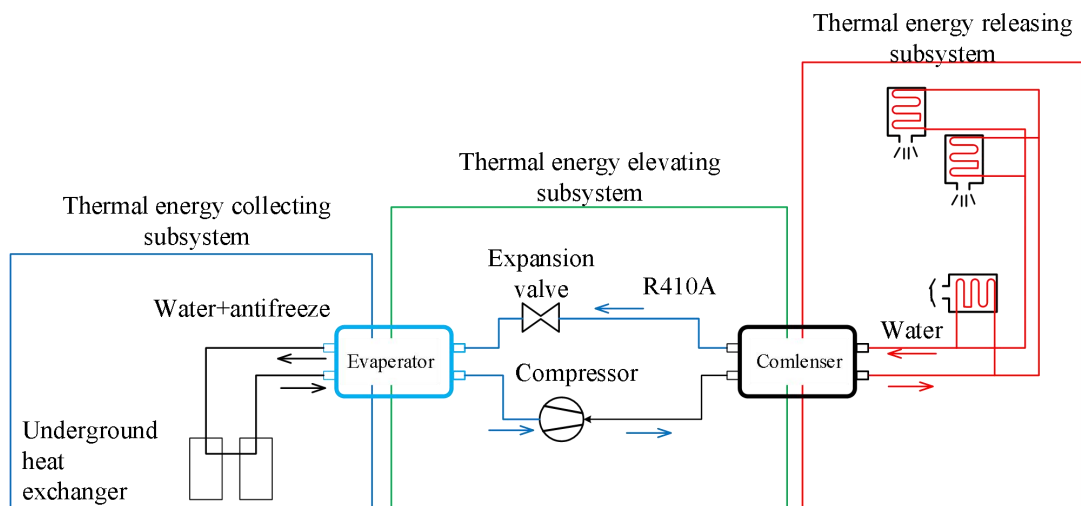 Thermal energy releasing
subsystem
Thermal energy elevating
subsystem
Thermal energy collecting
subsystem
Expansion
valve
R410A
Water+antifreeze
Water
Evaperator
Comlenser
Compressor
Underground
heat
exchanger